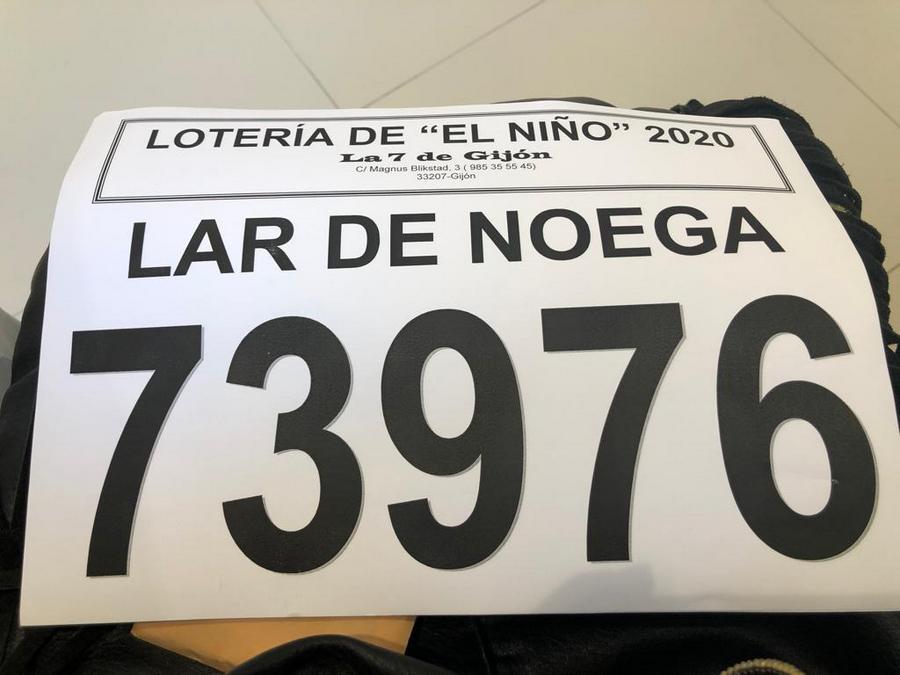 LOTERÍA DE “EL NIÑO” 2020
La 7 de Gijón
C/ Magnus Blikstad, 3 ( 985 35 55 45)
33207-Gijón
LAR DE NOEGA
73976